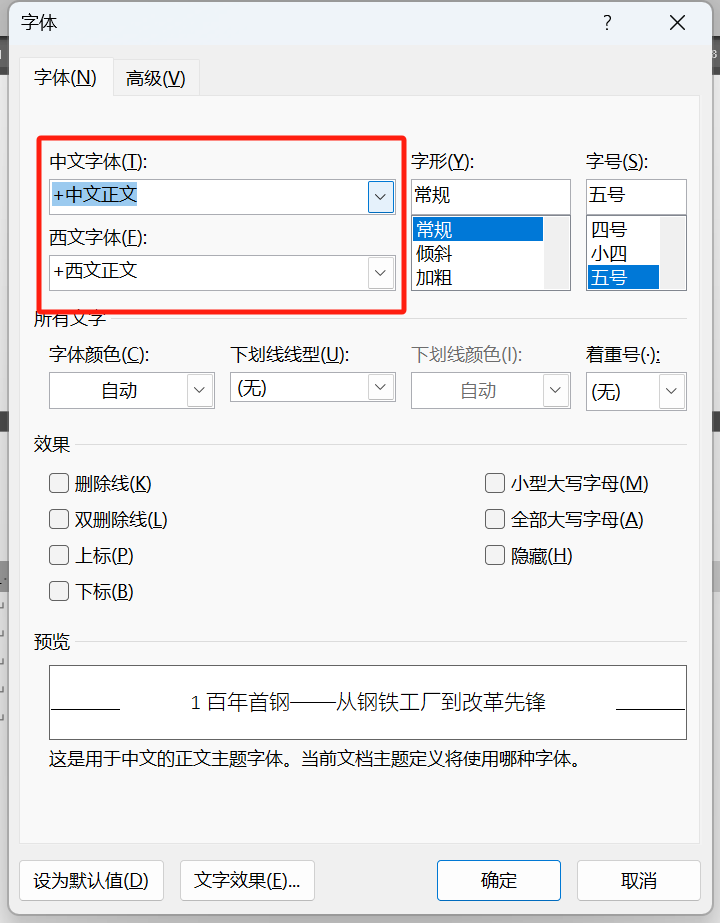 字体 ?
字体(N) 高级(V)
中文字体(T): 字形(Y): 字号(S):
+中文正文 常规 五号
常规 四号
西文字体(F): 倾斜 小四
+西文正文 加粗 五号
所有文字
字体颜色(C): 下划线线型(U): 下划线颜色(I): 着重号(·):
自动 (无) 自动 (无)
效果
删除线(K) 小型大写字母(M)
双删除线(L) 全部大写字母(A)
上标(P) 隐藏(H)
下标(B)
预览
1 百年首钢——从钢铁工厂到改革先锋
这是用于中文的正文主题字体。当前文档主题定义将使用哪种字体。
设为默认值(D) 文字效果(E)... 确定 取消